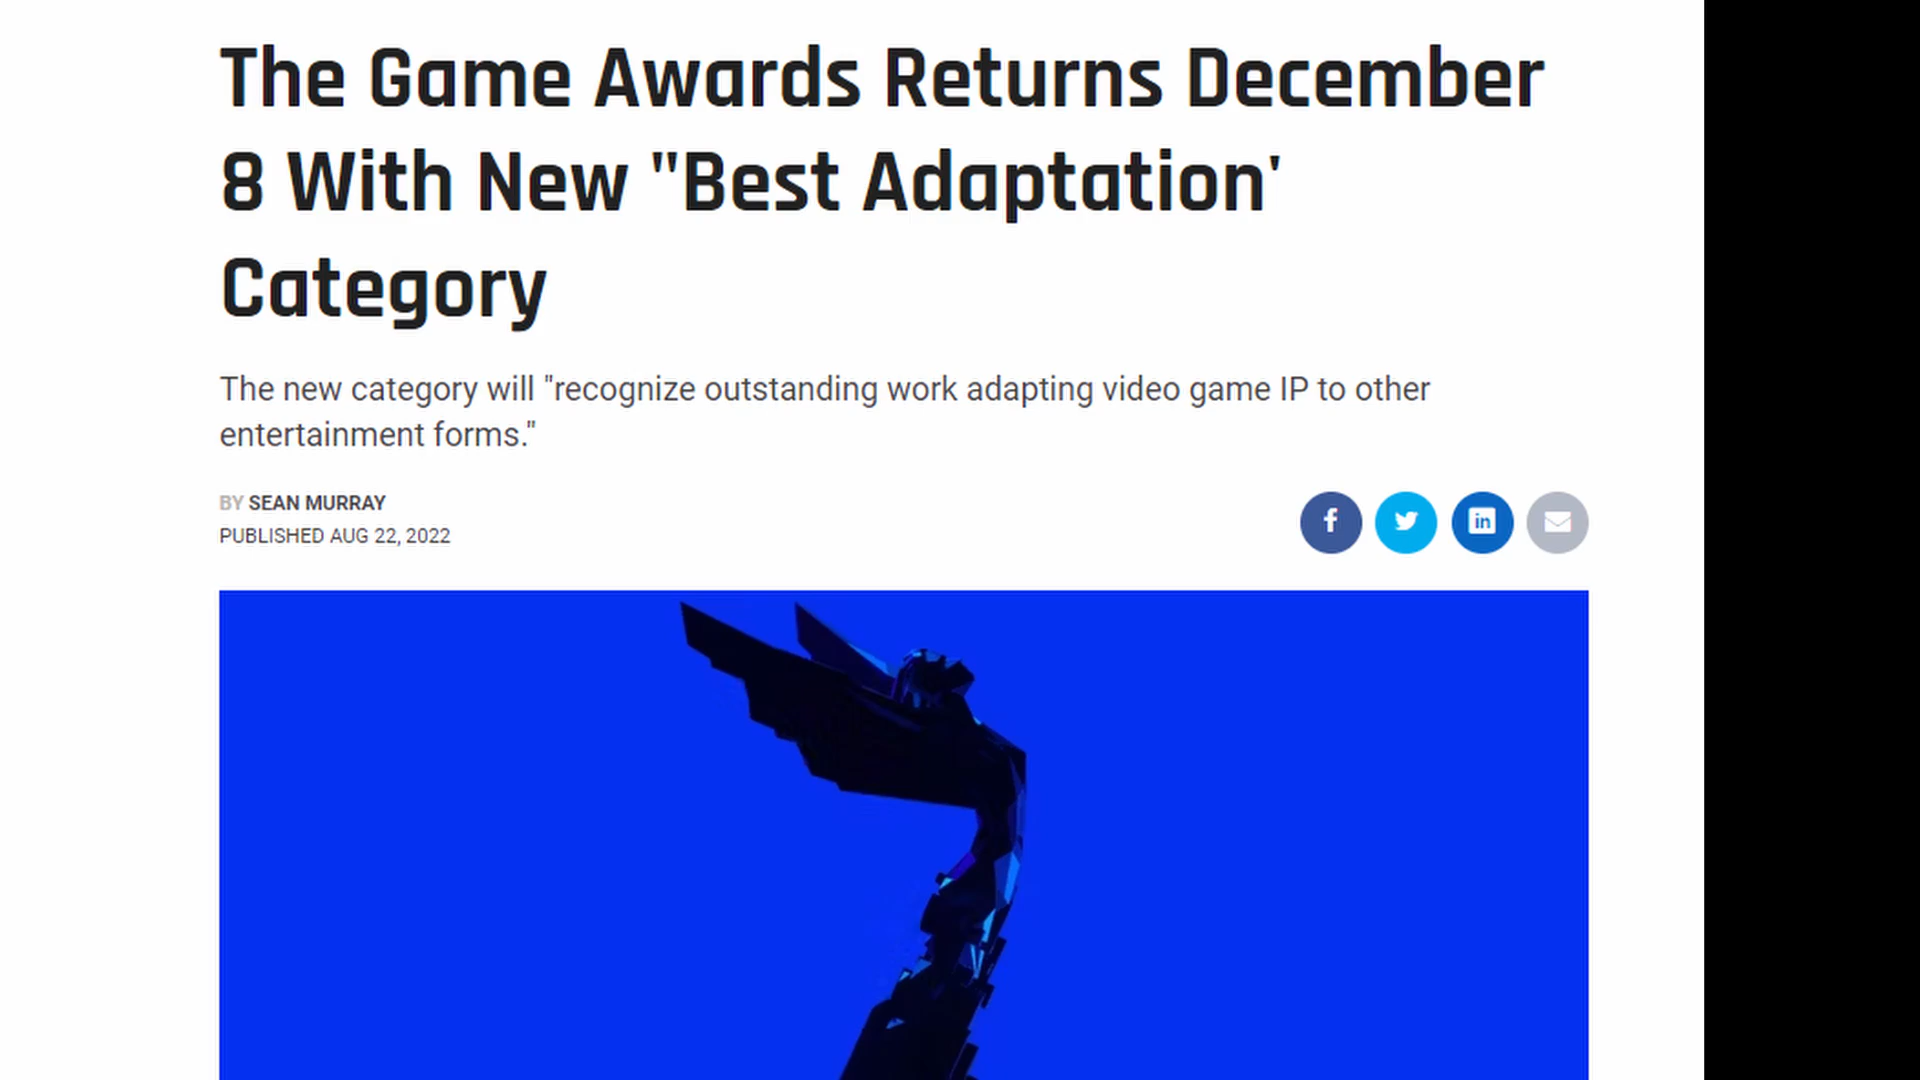 The Game Awards Returns December
8 With New "Best Adaptation'
Category
The new category will "recognize outstanding work adapting video game IP to other
entertainment forms."
BY SEAN MURRAY
PUBLISHED AUG 22, 2022
f
in